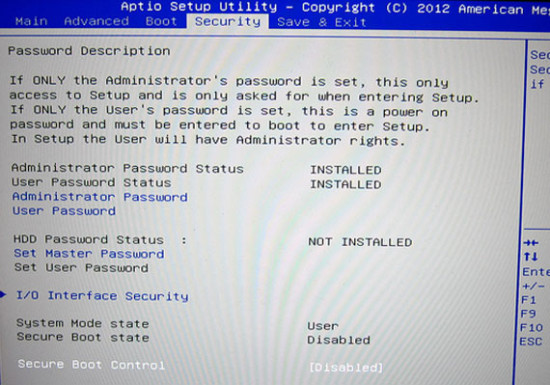 Aptio Setup Utility - Copyright (C) 2012 American
Main Advanced Boot Security Save & Exit
Password Description
If ONLY the Administrator's password is set, this only
access to Setup and is only asked for when entering Setup.
If ONLY the User's password is set, this is a power on
password and must be entered to boot to enter Setup.
In Setup the User will have Administrator rights.
Administrator Password Status INSTALLED
User Password Status INSTALLED
Administrator Password
User Password
HDD Password Status : NOT INSTALLED
Set Master Password
Set User Password
I/O Interface Security
System Mode state User
Secure Boot state Disabled
Secure Boot Control [Disabled]
if
+/-
F1
F9
F10
ESC